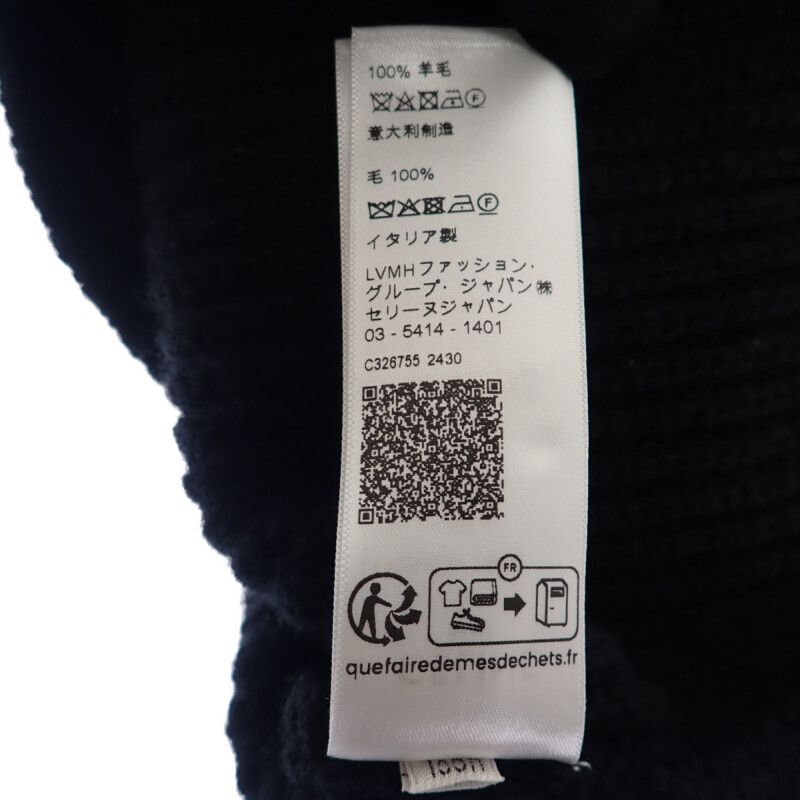 100% 羊毛
F
意大利制造
毛 100%
F
イタリア製
LVMHファッション・
グループ・ジャパン㈱
セリーヌジャパン
03 - 5414 - 1401
C326755 2430
FR
quefairedemesdechets.fr